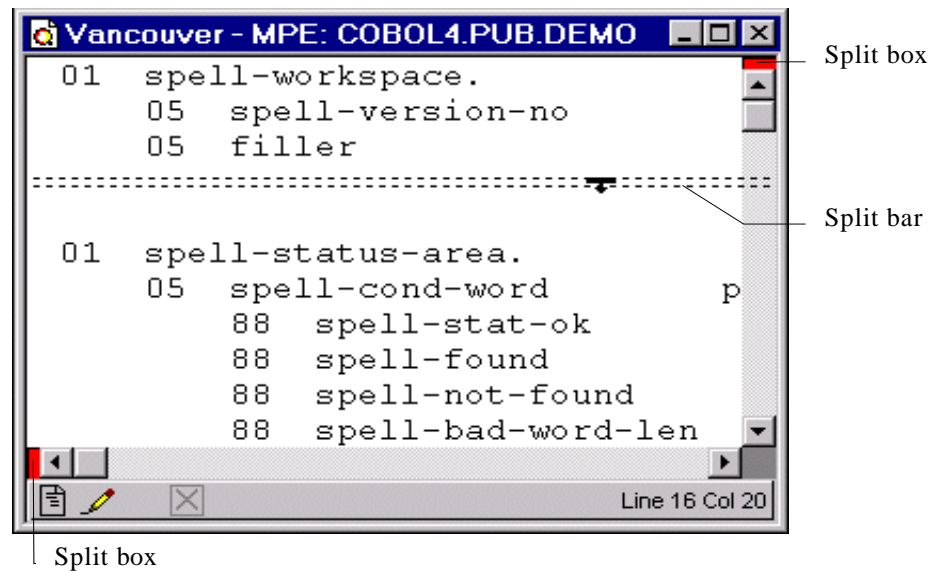 Vancouver - MPE: COBOL4.PUB.DEMO
Split box
01 spell-workspace.
05 spell-version-no
05 filler
Split bar
01 spell-status-area.
05 spell-cond-word p
88 spell-stat-ok
88 spell-found
88 spell-not-found
88 spell-bad-word-len
Line 16 Col 20
Split box